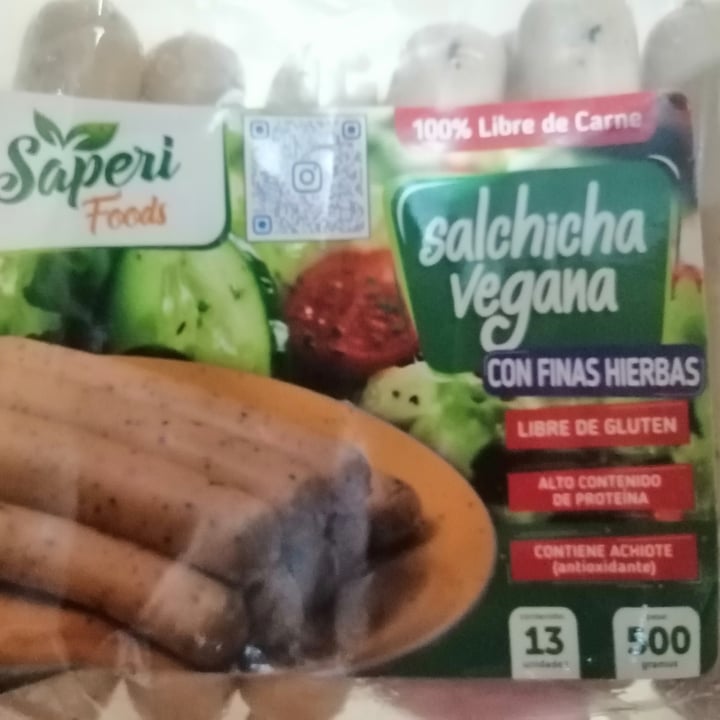 Saperi
Foods
100% Libre de Carne
salchicha
vegana
CON FINAS HIERBAS
LIBRE DE GLUTEN
ALTO CONTENIDO
DE PROTEÍNA
CONTIENE ACHIOTE
(antioxidante)
13
unidades
500
gramos